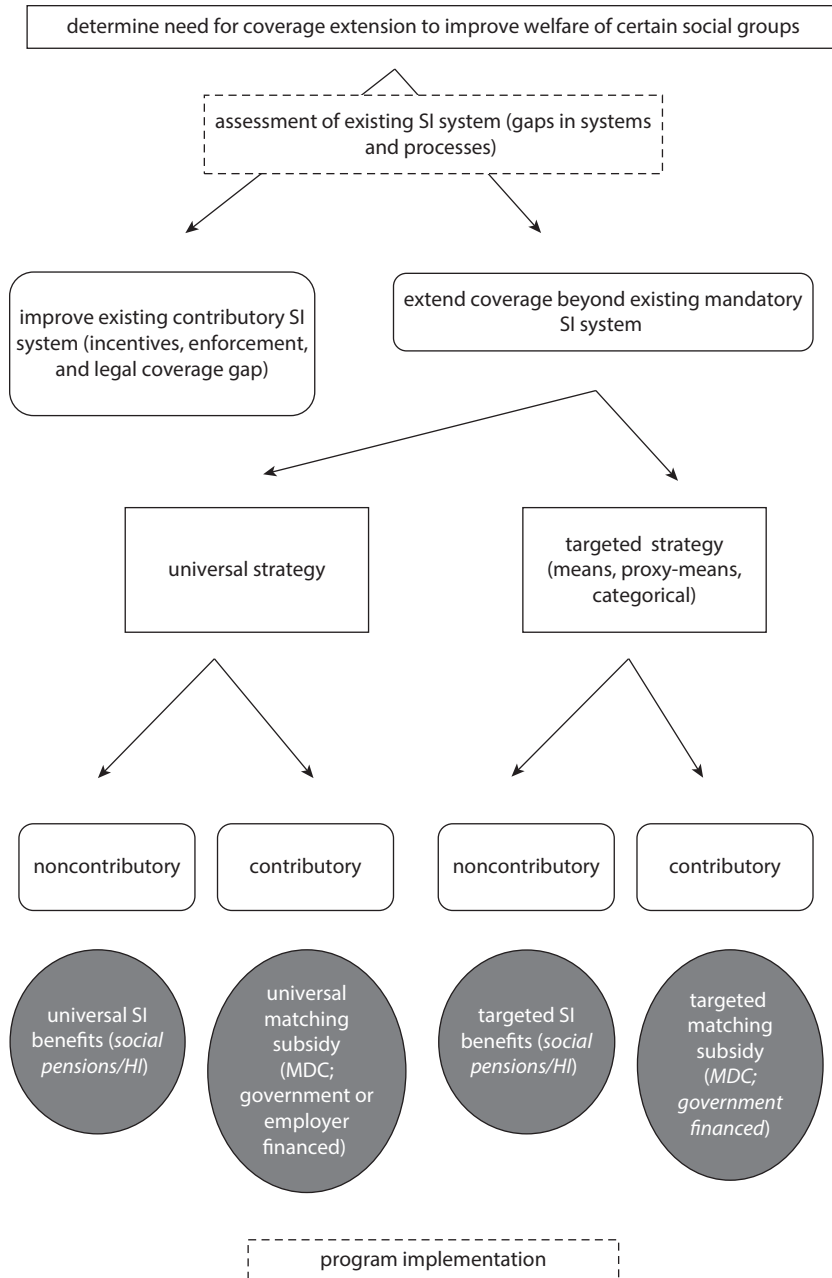 determine need for coverage extension to improve welfare of certain social groups
assessment of existing SI system (gaps in systems
and processes)
improve existing contributory SI
system (incentives, enforcement,
and legal coverage gap)
extend coverage beyond existing mandatory
SI system
universal strategy
targeted strategy
(means, proxy-means,
categorical)
noncontributory
contributory
noncontributory
contributory
universal SI
benefits (social
pensions/HI)
universal
matching
subsidy
(MDC;
government or
employer
financed)
targeted SI
benefits (social
pensions/HI)
targeted
matching
subsidy
(MDC;
government
financed)
program implementation